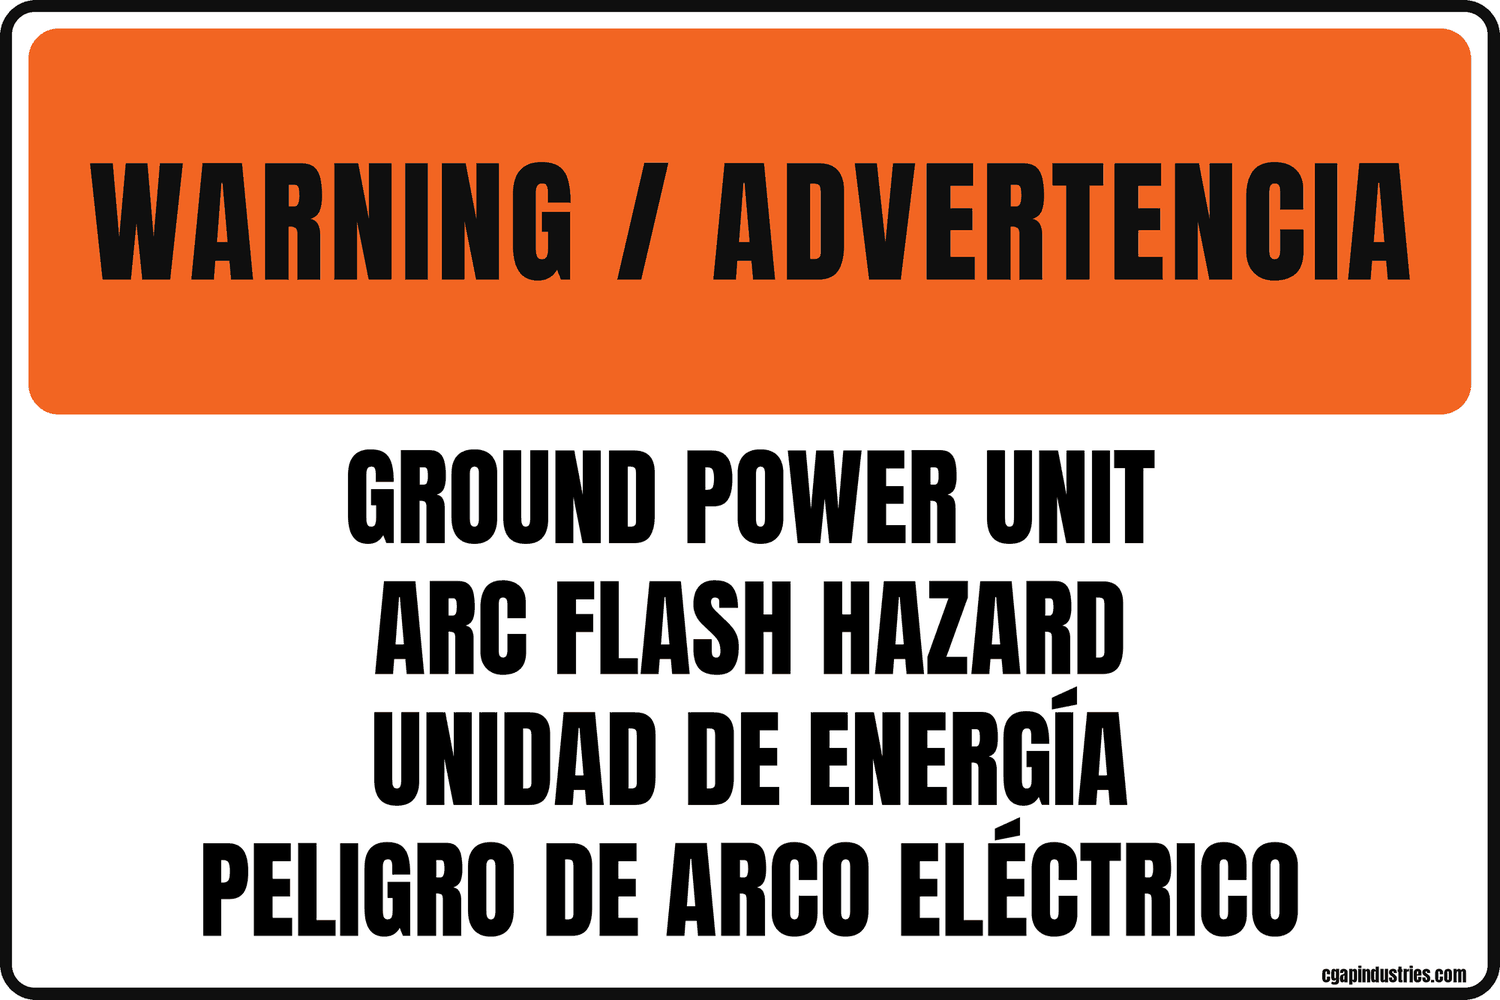 WARNING / ADVERTENCIA
GROUND POWER UNIT
ARC FLASH HAZARD
UNIDAD DE ENERGÍA
PELIGRO DE ARCO ELÉCTRICO
cgapindustries.com